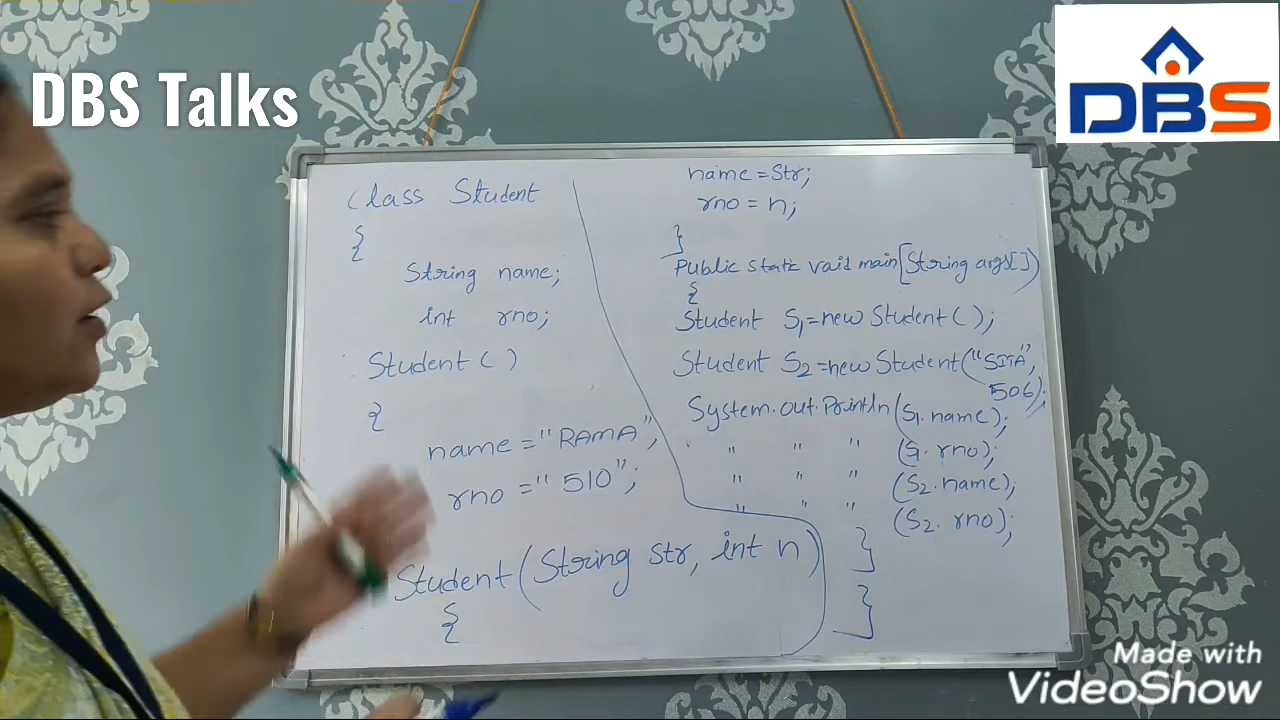 DBS Talks
DBS
class Student
{
String name;
int rno;
Student ( )
{
name = "RAMA";
rno = "510";
Student (String str, int n)
{
name = Str;
rno = n;
}
Public static void main[String args[])
{
Student S1 = new Student ( );
Student S2 = new Student ("SITA",
506);
System.out.Println (S1.name);
" " " (S1. rno);
" " " (S2. name);
" " " (S2. rno);
}
}
Made with
VideoShow